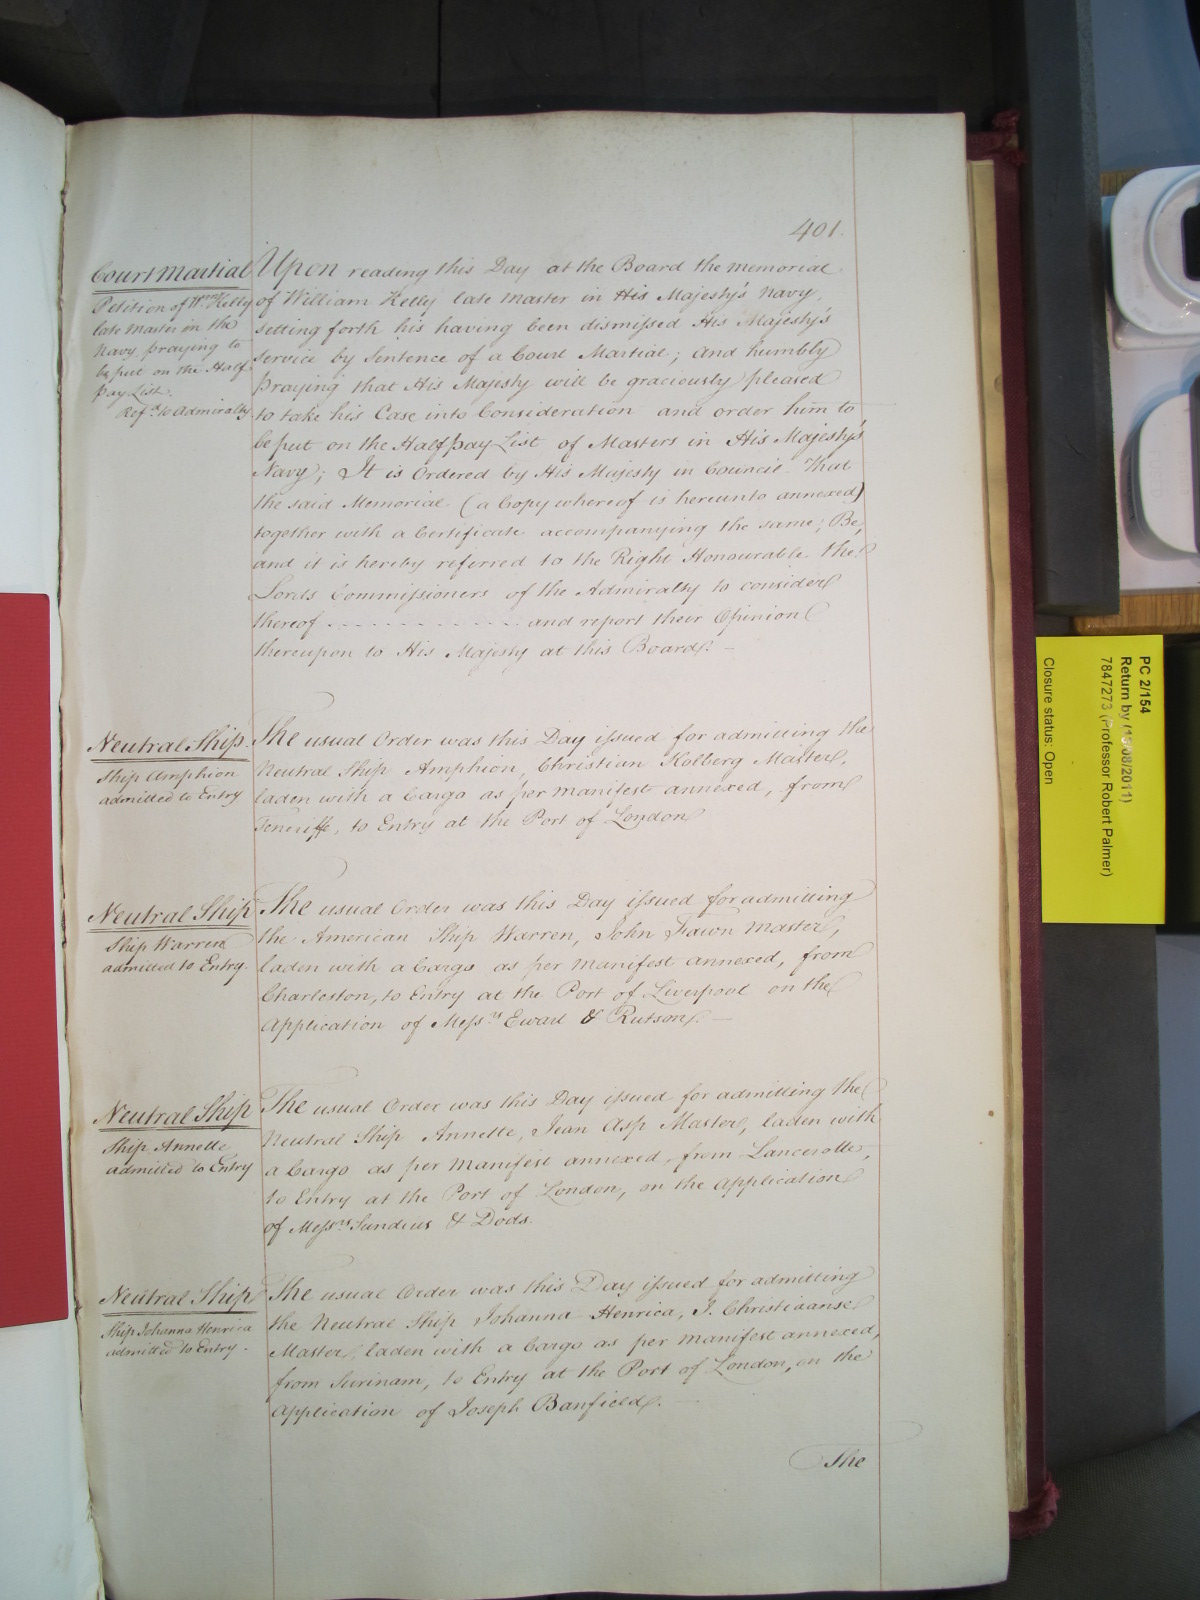 401.
Court Martial
Petition of Wm. Kelly
late Master in the
Navy praying to
be put on the Half
Pay List.
Refd. to Admiralty
Upon reading this Day at the Board the Memorial
of William Kelly late Master in His Majesty's Navy,
setting forth his having been dismissed His Majesty's
Service by Sentence of a Court Martial; and humbly
praying that His Majesty will be graciously pleased
to take his Case into Consideration and order him to
be put on the Half pay List of Masters in His Majesty's
Navy; It is Ordered by His Majesty in Council That
the said Memorial (a Copy whereof is hereunto annexed)
together with a Certificate accompanying the same; Be,
and it is hereby referred to the Right Honourable the
Lords Commissioners of the Admiralty to consider
thereof - - - - - - - - - - and report their Opinion
thereupon to His Majesty at this Board. -
Neutral Ship.
Ship Amphion
admitted to Entry
The usual Order was this Day issued for admitting the
Neutral Ship Amphion, Christian Holberg Master,
laden with a Cargo as per Manifest annexed, from
Teneriffe, to Entry at the Port of London
Neutral Ship
Ship Warren
admitted to Entry.
The usual Order was this Day issued for admitting
the American Ship Warren, John Fawn Master,
laden with a Cargo as per Manifest annexed, from
Charleston, to Entry at the Port of Liverpool on the
Application of Messrs Ewart & Rutson. -
Neutral Ship
Ship Annette
admitted to Entry
The usual Order was this Day issued for admitting the
Neutral Ship Annette, Jean Asp Master, laden with
a Cargo as per Manifest annexed, from Lancerotte,
to Entry at the Port of London, on the Application
of Messrs Sundius & Dods.
Neutral Ship
Ship Johanna Henrica
admitted to Entry.
The usual Order was this Day issued for admitting
the Neutral Ship Johanna Henrica, J. Christiaanse
Master, laden with a Cargo as per Manifest annexed,
from Surinam, to Entry at the Port of London, on the
Application of Joseph Banfield. -
The
PC 2/154
Return by (15/08/2011)
7847273 (Professor Robert Palmer)
Closure status: Open